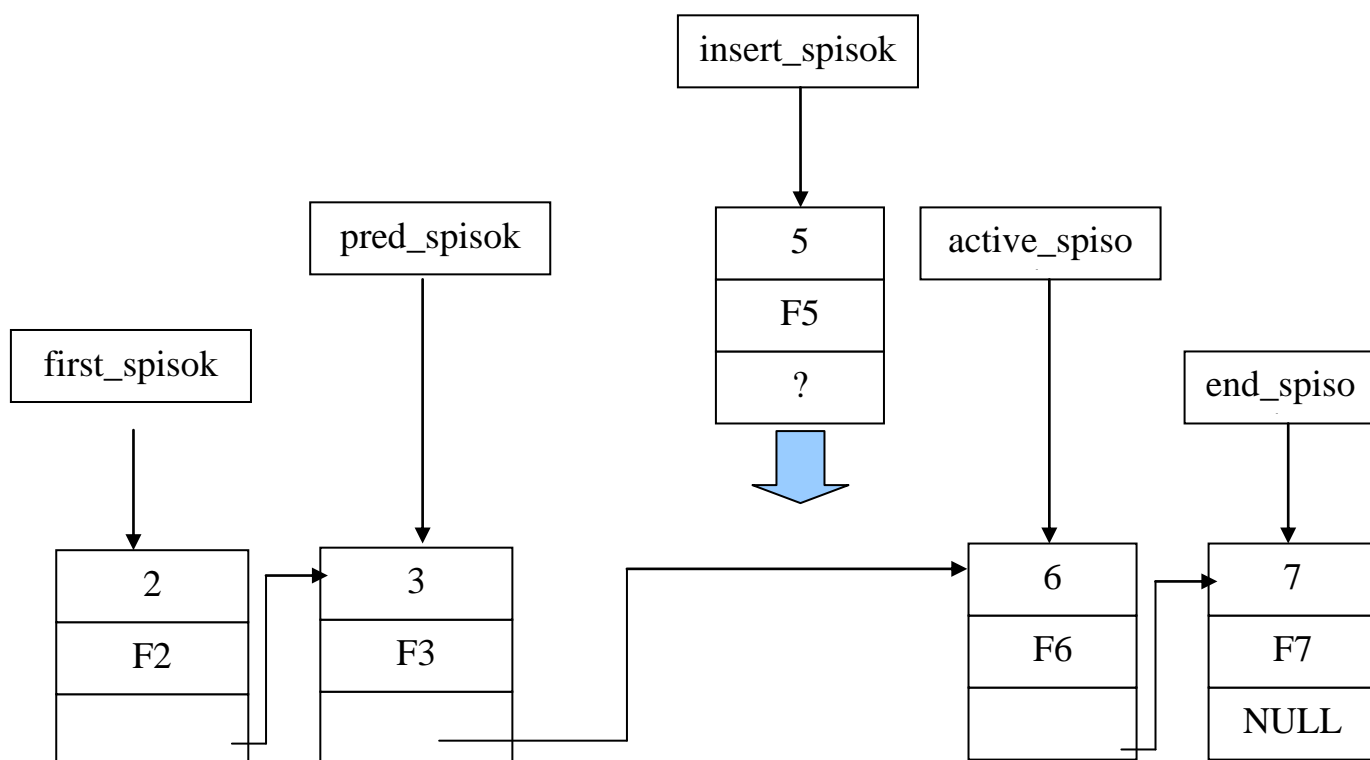 insert_spisok
pred_spisok
5
active_spiso
F5
first_spisok
?
end_spiso
2
3
6
7
F2
F3
F6
F7
NULL